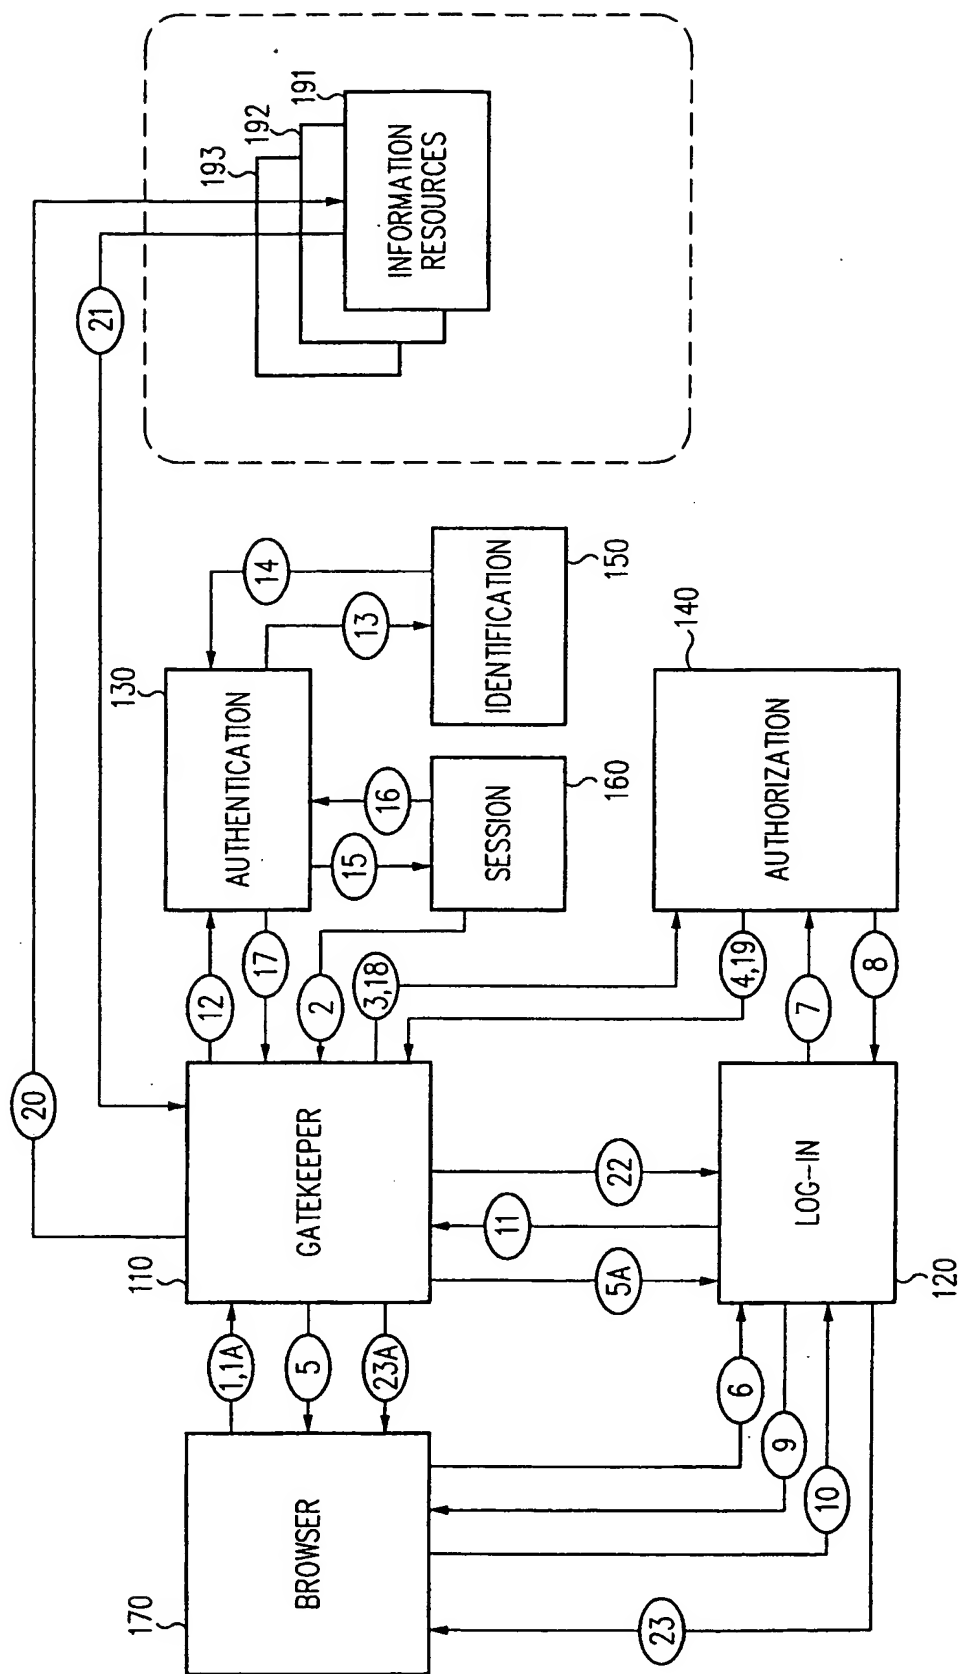 20
21
193
192
191
INFORMATION
RESOURCES
110
GATEKEEPER
12
17
2
3,18
130
AUTHENTICATION
14
13
15
16
SESSION
160
IDENTIFICATION
150
170
BROWSER
1,1A
5
23A
5A
11
22
4,19
7
8
AUTHORIZATION
140
6
9
10
23
LOG-IN
120